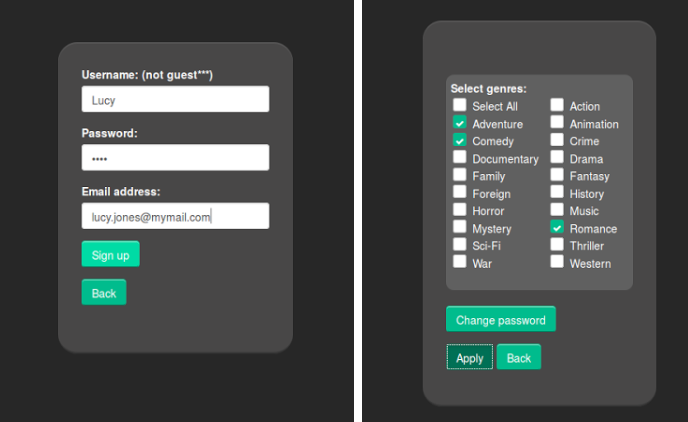 Username: (not guest***)
Lucy
Password:
••••
Email address:
lucy.jones@mymail.com
Sign up
Back
Select genres:
Select All Action
Adventure Animation
Comedy Crime
Documentary Drama
Family Fantasy
Foreign History
Horror Music
Mystery Romance
Sci-Fi Thriller
War Western
Change password
Apply Back